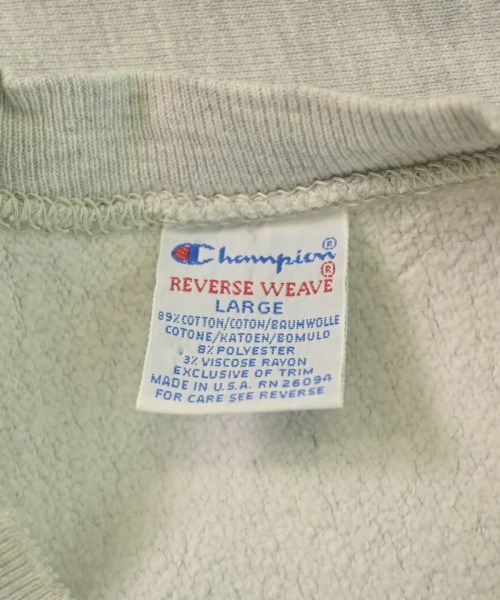 Champion®
REVERSE WEAVE®
LARGE
89% COTTON/COTON/BAUMWOLLE
COTONE/KATOEN/BOMULD
8% POLYESTER
3% VISCOSE RAYON
EXCLUSIVE OF TRIM
MADE IN U.S.A. RN 26094
FOR CARE SEE REVERSE